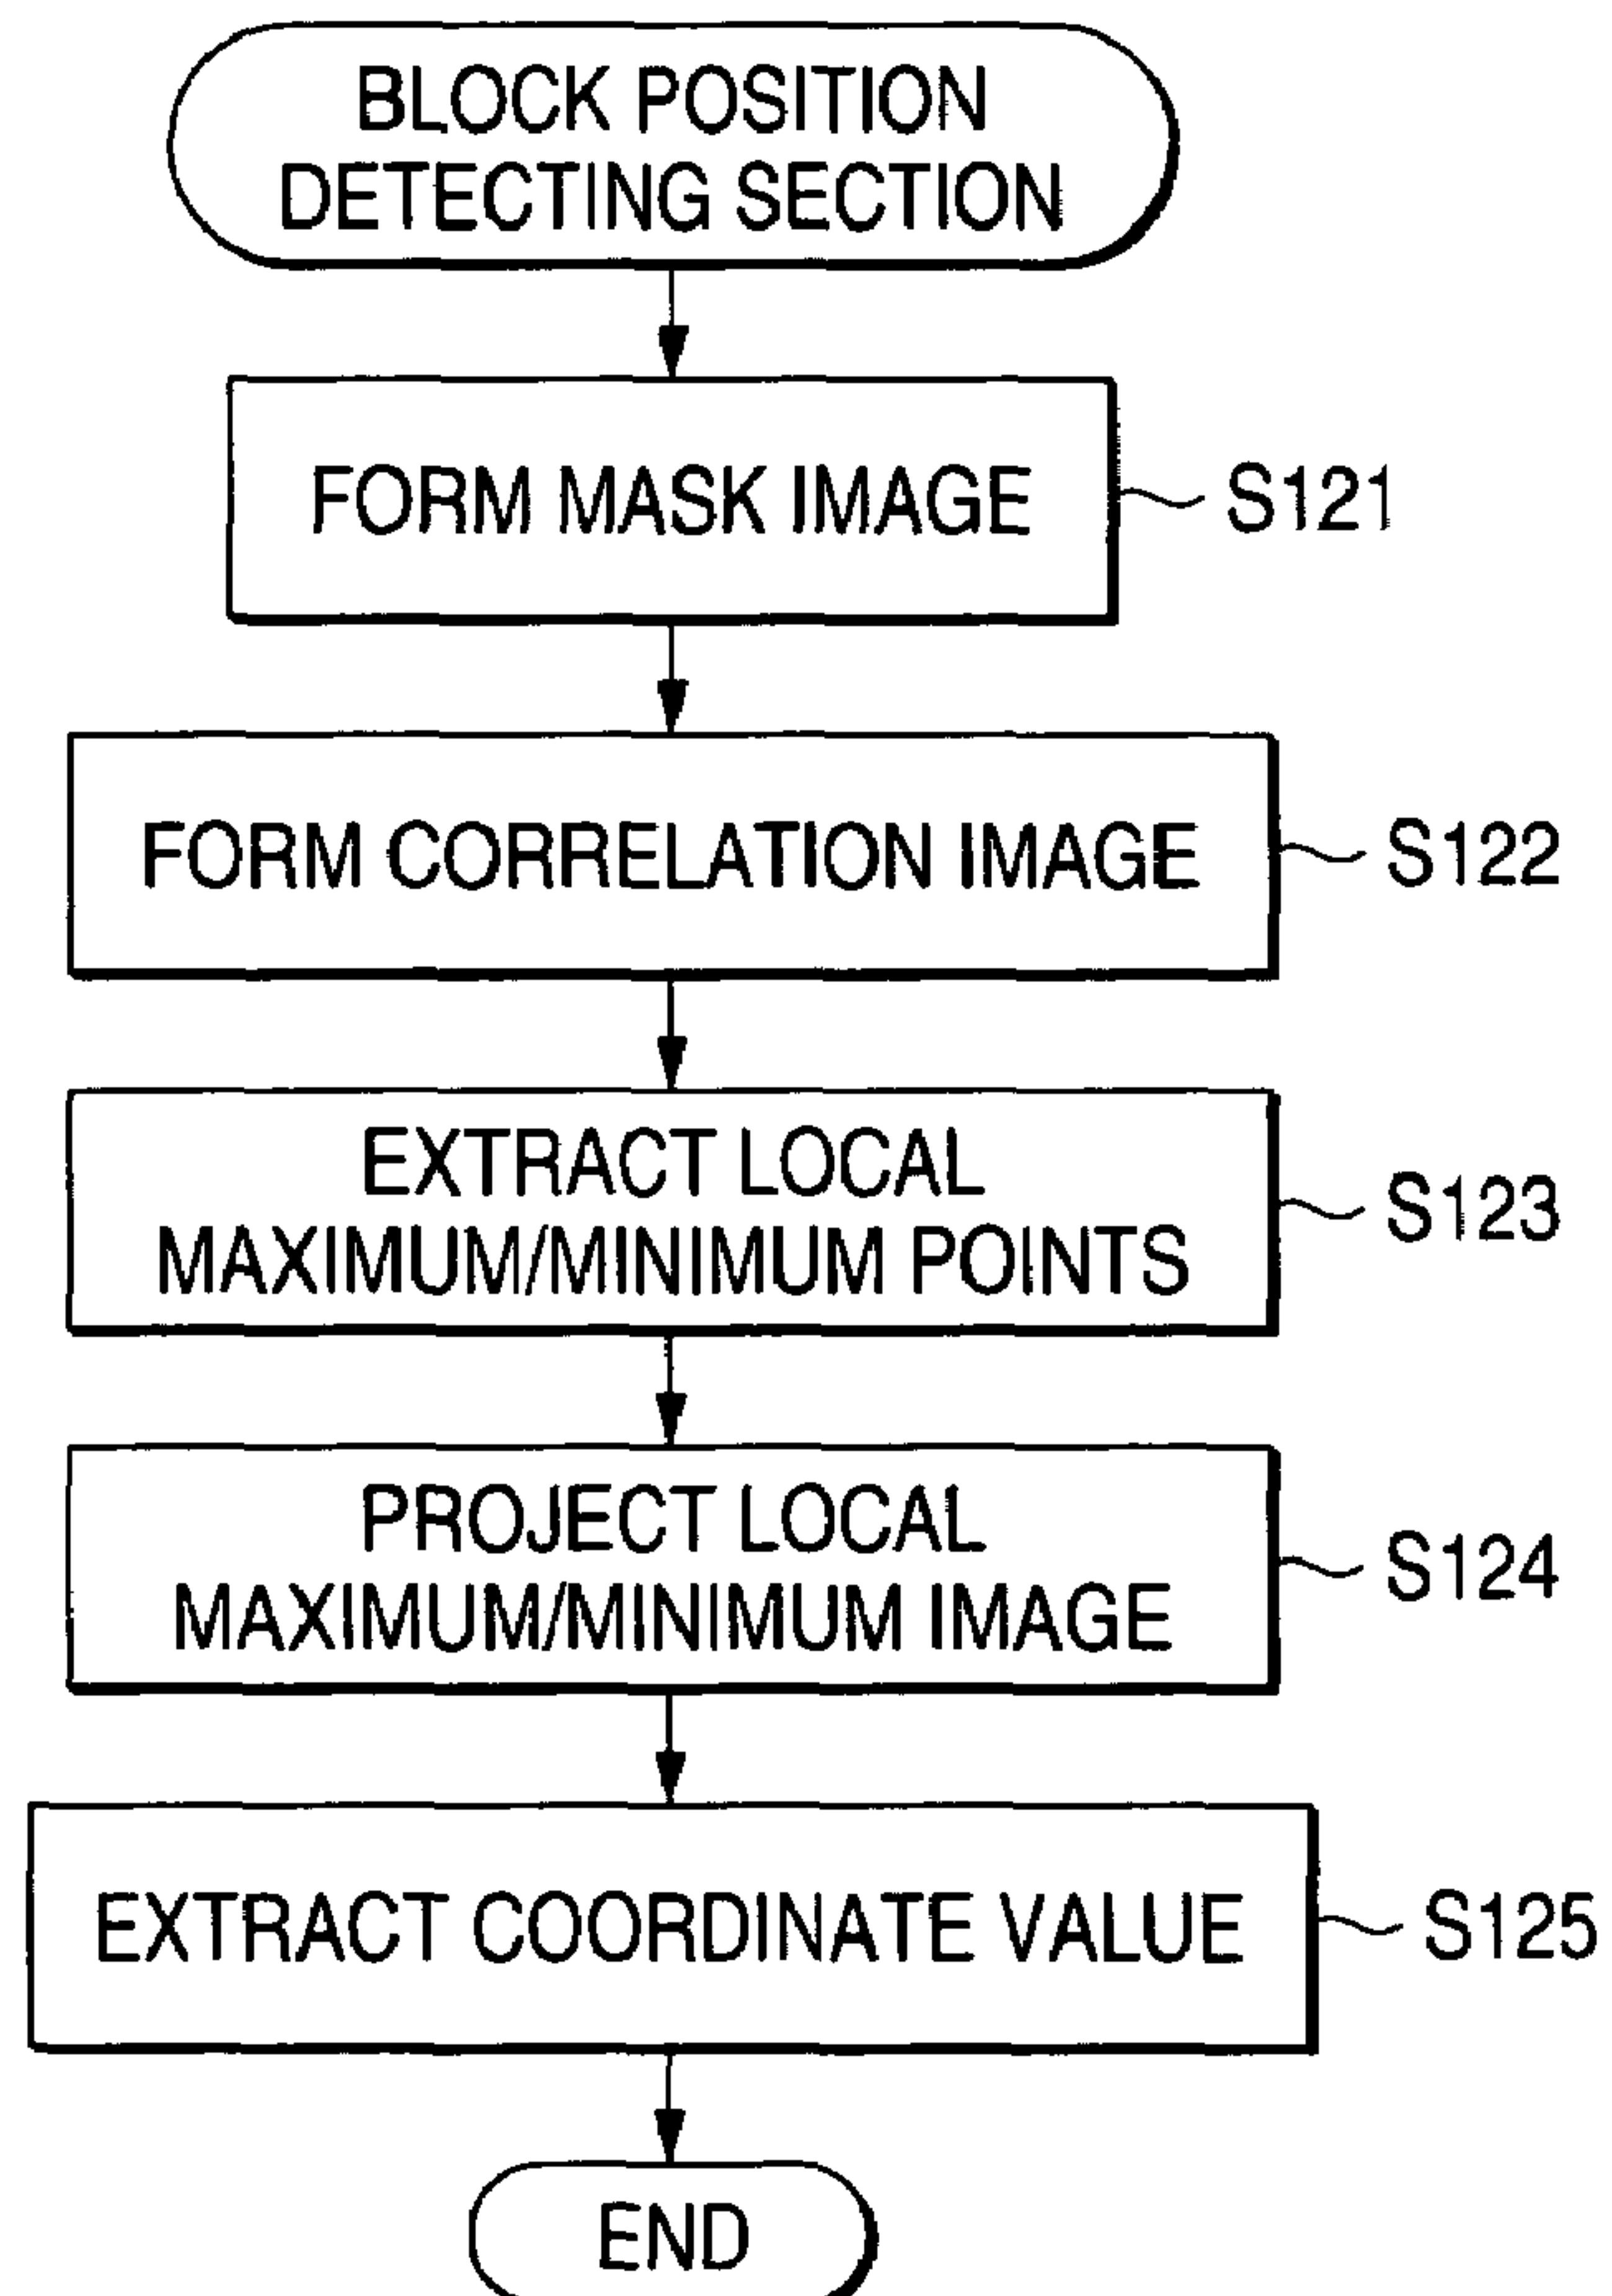 BLOCK POSITION
DETECTING SECTION
FORM MASK IMAGE
S121
FORM CORRELATION IMAGE
S122
EXTRACT LOCAL
MAXIMUM/MINIMUM POINTS
S123
PROJECT LOCAL
MAXIMUM/MINIMUM IMAGE
S124
EXTRACT COORDINATE VALUE
S125
END